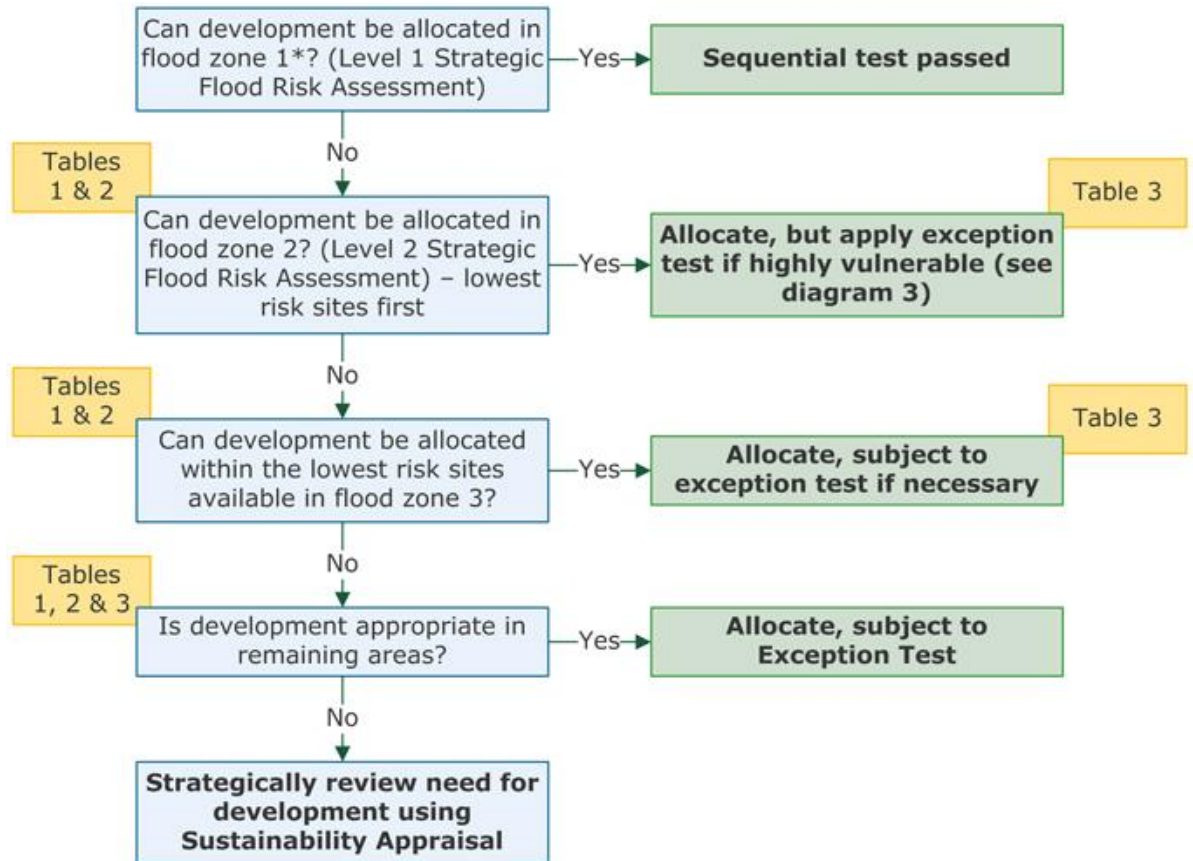 Can development be allocated in
flood zone 1*? (Level 1 Strategic
Flood Risk Assessment)
Yes
Sequential test passed
No
Tables
1 & 2
Can development be allocated in
flood zone 2? (Level 2 Strategic
Flood Risk Assessment) – lowest
risk sites first
Yes
Table 3
Allocate, but apply exception
test if highly vulnerable (see
diagram 3)
No
Tables
1 & 2
Can development be allocated
within the lowest risk sites
available in flood zone 3?
Yes
Table 3
Allocate, subject to
exception test if necessary
No
Tables
1, 2 & 3
Is development appropriate in
remaining areas?
Yes
Allocate, subject to
Exception Test
No
Strategically review need for
development using
Sustainability Appraisal